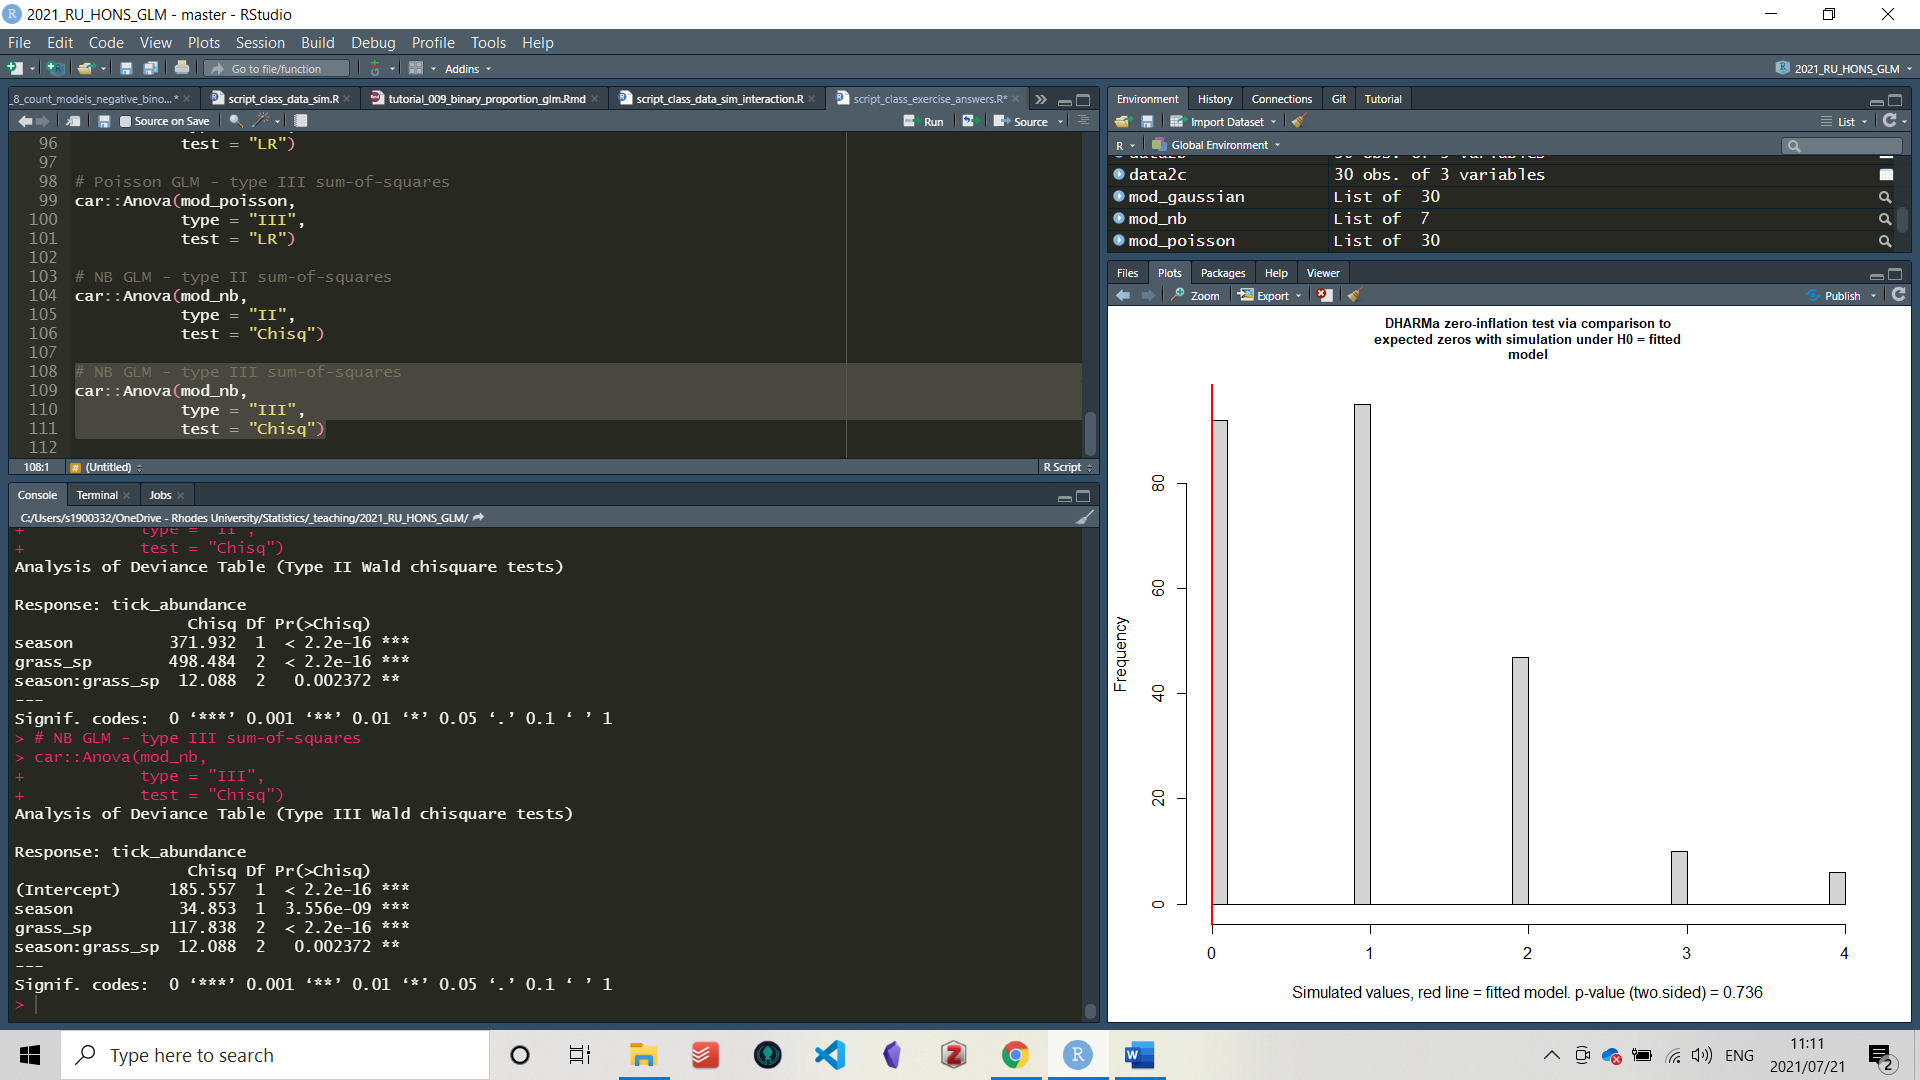 2021_RU_HONS_GLM - master - RStudio
File Edit Code View Plots Session Build Debug Profile Tools Help
Go to file/function Addins 2021_RU_HONS_GLM
_8_count_models_negative_bino...* script_class_data_sim.R tutorial_009_binary_proportion_glm.Rmd script_class_data_sim_interaction.R script_class_exercise_answers.R*
Source on Save Run Source
96 test = "LR")
97
98 # Poisson GLM - type III sum-of-squares
99 car::Anova(mod_poisson,
100 type = "III",
101 test = "LR")
102
103 # NB GLM - type II sum-of-squares
104 car::Anova(mod_nb,
105 type = "II",
106 test = "Chisq")
107
108 # NB GLM - type III sum-of-squares
109 car::Anova(mod_nb,
110 type = "III",
111 test = "Chisq")
112
108:1 # (Untitled) R Script
Console Terminal Jobs
C:/Users/s1900332/OneDrive - Rhodes University/Statistics/_teaching/2021_RU_HONS_GLM/
+ type = "II",
+ test = "Chisq")
Analysis of Deviance Table (Type II Wald chisquare tests)
Response: tick_abundance
Chisq Df Pr(>Chisq)
season 371.932 1 < 2.2e-16 ***
grass_sp 498.484 2 < 2.2e-16 ***
season:grass_sp 12.088 2 0.002372 **
---
Signif. codes: 0 ‘***’ 0.001 ‘**’ 0.01 ‘*’ 0.05 ‘.’ 0.1 ‘ ’ 1
> # NB GLM - type III sum-of-squares
> car::Anova(mod_nb,
+ type = "III",
+ test = "Chisq")
Analysis of Deviance Table (Type III Wald chisquare tests)
Response: tick_abundance
Chisq Df Pr(>Chisq)
(Intercept) 185.557 1 < 2.2e-16 ***
season 34.853 1 3.556e-09 ***
grass_sp 117.838 2 < 2.2e-16 ***
season:grass_sp 12.088 2 0.002372 **
---
Signif. codes: 0 ‘***’ 0.001 ‘**’ 0.01 ‘*’ 0.05 ‘.’ 0.1 ‘ ’ 1
>
Environment History Connections Git Tutorial
Import Dataset List
R Global Environment
data2b 30 obs. of 3 variables
data2c 30 obs. of 3 variables
mod_gaussian List of 30
mod_nb List of 7
mod_poisson List of 30
Files Plots Packages Help Viewer
Zoom Export Publish
DHARMa zero-inflation test via comparison to
expected zeros with simulation under H0 = fitted
model
Frequency
80
60
40
20
0
0 1 2 3 4
Simulated values, red line = fitted model. p-value (two.sided) = 0.736
Type here to search
ENG
11:11
2021/07/21
2